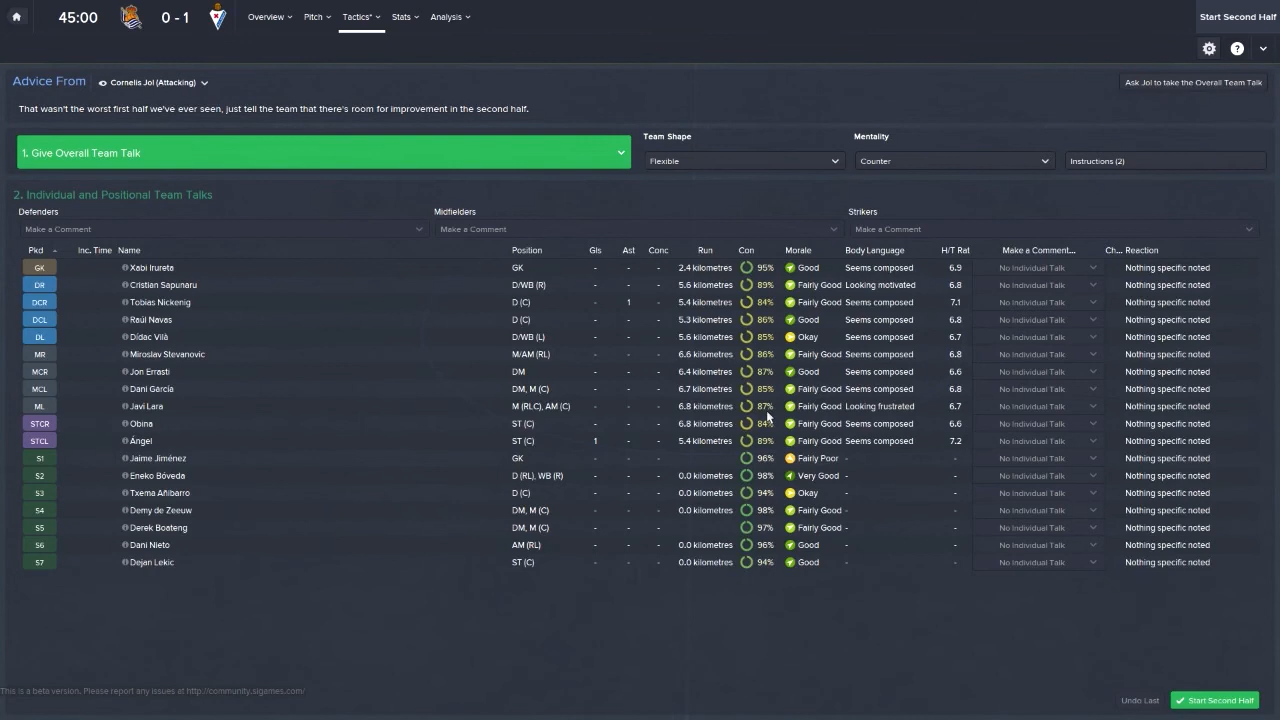 45:00 0 - 1 Overview Pitch Tactics* Stats Analysis Start Second Half
Advice From Cornelis Jol (Attacking) Ask Jol to take the Overall Team Talk
That wasn't the worst first half we've ever seen, just tell the team that there's room for improvement in the second half.
Team Shape Mentality
1. Give Overall Team Talk Flexible Counter Instructions (2)
2. Individual and Positional Team Talks
Defenders Midfielders Strikers
Make a Comment Make a Comment Make a Comment
Pkd Inc. Time Name Position Gls Ast Conc Run Con Morale Body Language H/T Rat Make a Comment... Ch... Reaction
GK Xabi Irureta GK - - - 2.4 kilometres 95% Good Seems composed 6.9 No Individual Talk Nothing specific noted
DR Cristian Sapunaru D/WB (R) - - - 5.6 kilometres 89% Fairly Good Looking motivated 6.8 No Individual Talk Nothing specific noted
DCR Tobias Nickenig D (C) - 1 - 5.4 kilometres 84% Fairly Good Seems composed 7.1 No Individual Talk Nothing specific noted
DCL Raúl Navas D (C) - - - 5.3 kilometres 86% Good Seems composed 6.8 No Individual Talk Nothing specific noted
DL Dídac Vilà D/WB (L) - - - 5.6 kilometres 85% Okay Seems composed 6.7 No Individual Talk Nothing specific noted
MR Miroslav Stevanovic M/AM (RL) - - - 6.6 kilometres 86% Fairly Good Seems composed 6.8 No Individual Talk Nothing specific noted
MCR Jon Errasti DM - - - 6.4 kilometres 87% Good Seems composed 6.6 No Individual Talk Nothing specific noted
MCL Dani García DM, M (C) - - - 6.7 kilometres 85% Fairly Good Seems composed 6.8 No Individual Talk Nothing specific noted
ML Javi Lara M (RLC), AM (C) - - - 6.8 kilometres 87% Fairly Good Looking frustrated 6.7 No Individual Talk Nothing specific noted
STCR Obina ST (C) - - - 6.8 kilometres 84% Fairly Good Seems composed 6.6 No Individual Talk Nothing specific noted
STCL Ángel ST (C) 1 - - 5.4 kilometres 89% Fairly Good Seems composed 7.2 No Individual Talk Nothing specific noted
S1 Jaime Jiménez GK - - - 96% Fairly Poor - - No Individual Talk Nothing specific noted
S2 Eneko Bóveda D (RL), WB (R) - - - 0.0 kilometres 98% Very Good - - No Individual Talk Nothing specific noted
S3 Txema Añibarro D (C) - - - 0.0 kilometres 94% Okay - - No Individual Talk Nothing specific noted
S4 Demy de Zeeuw DM, M (C) - - - 0.0 kilometres 98% Fairly Good - - No Individual Talk Nothing specific noted
S5 Derek Boateng DM, M (C) - - - 97% Fairly Good - - No Individual Talk Nothing specific noted
S6 Dani Nieto AM (RL) - - - 0.0 kilometres 96% Good - - No Individual Talk Nothing specific noted
S7 Dejan Lekic ST (C) - - - 0.0 kilometres 94% Good - - No Individual Talk Nothing specific noted
This is a beta version. Please report any issues at http://community.sigames.com/
Undo Last Start Second Half